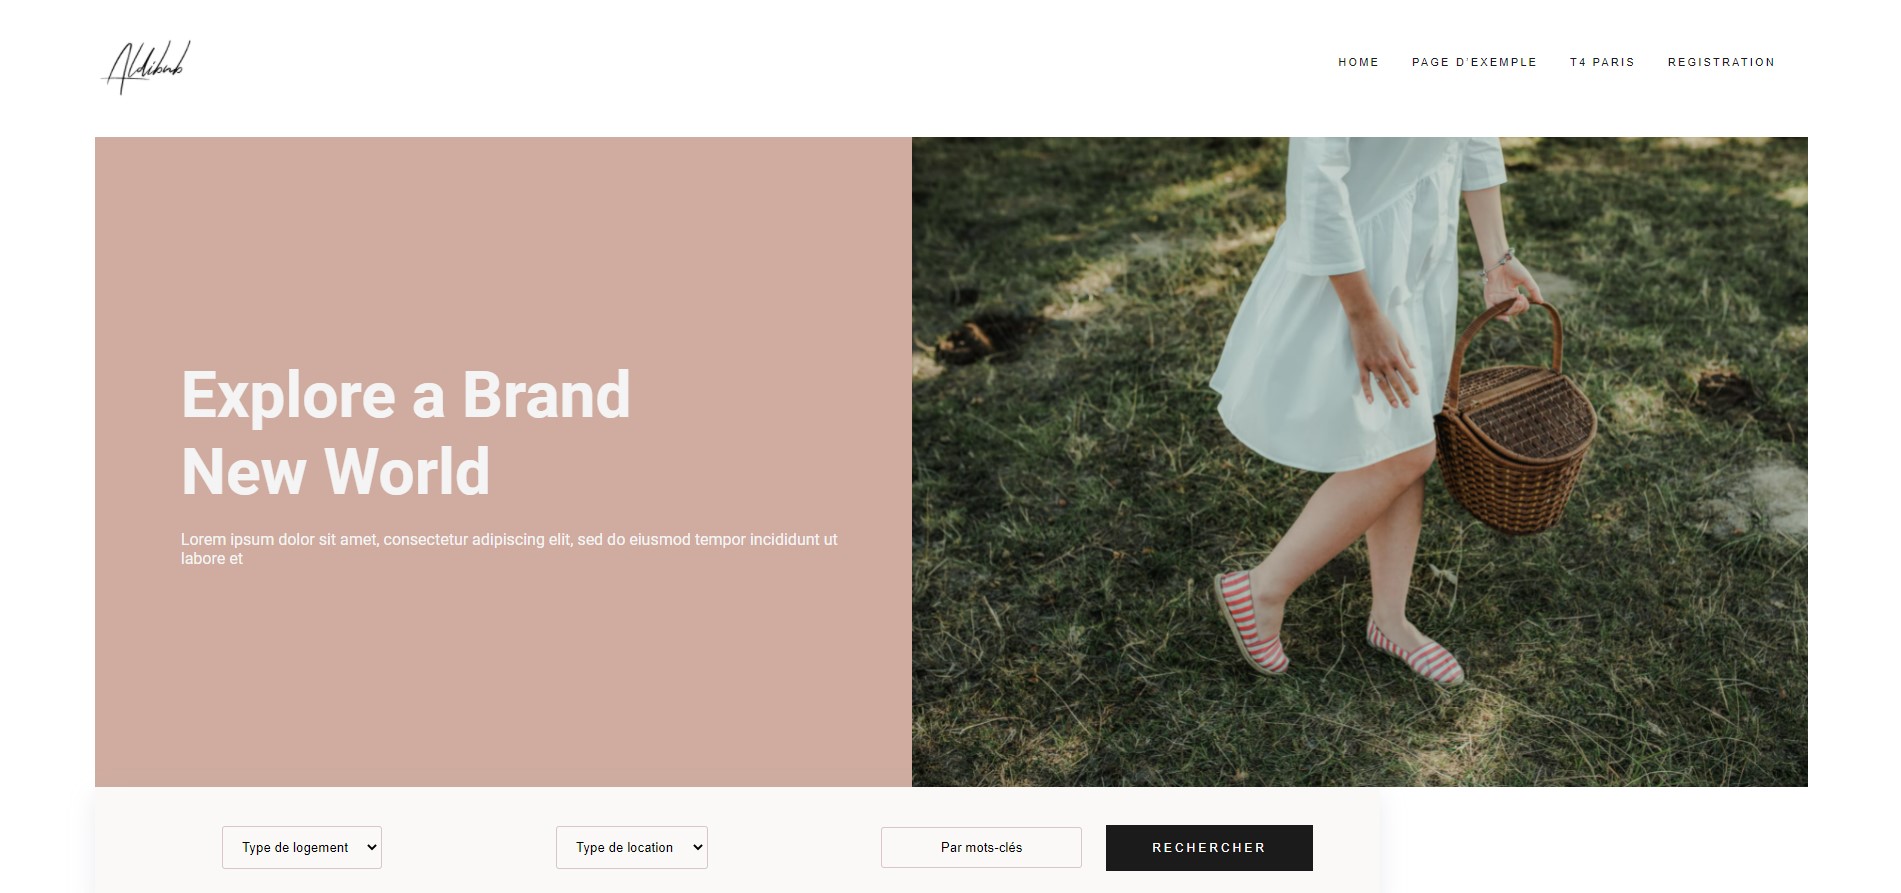 Aldibnb
HOME PAGE D'EXEMPLE T4 PARIS REGISTRATION
Explore a Brand
New World
Lorem ipsum dolor sit amet, consectetur adipiscing elit, sed do eiusmod tempor incididunt ut
labore et
Type de logement Type de location Par mots-clés RECHERCHER